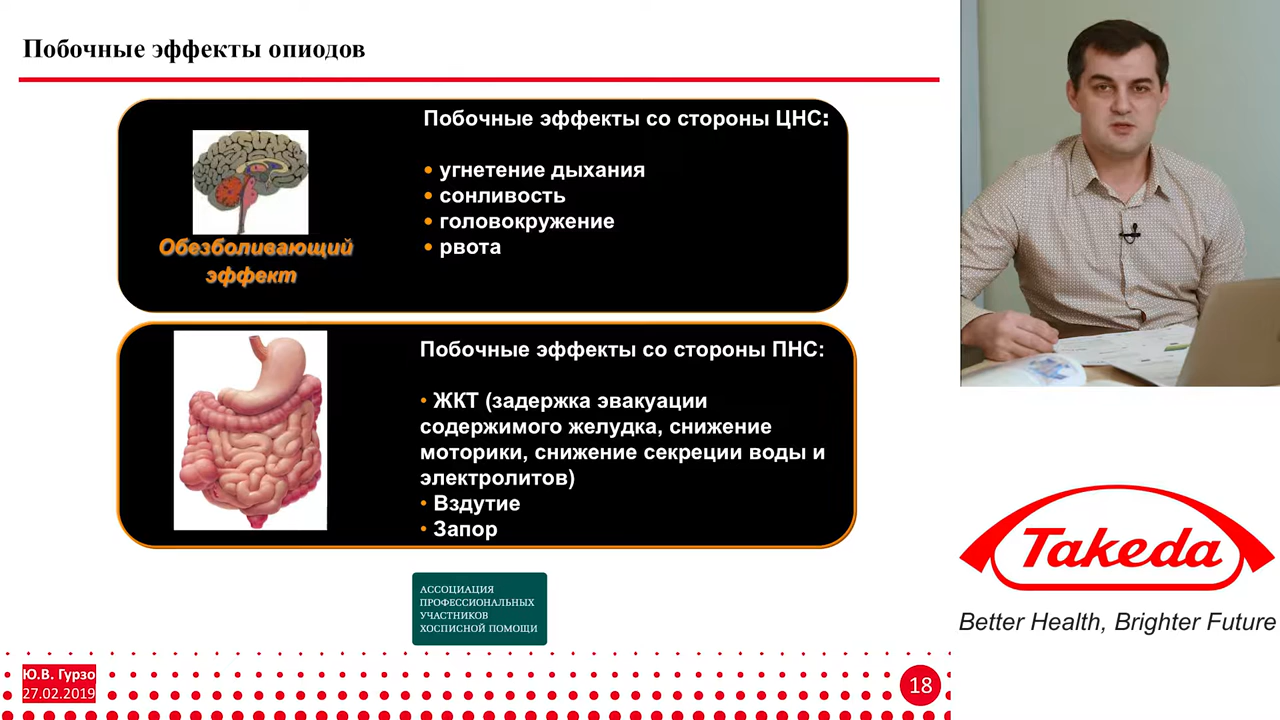 Побочные эффекты опиодов
Побочные эффекты со стороны ЦНС:
• угнетение дыхания
• сонливость
• головокружение
• рвота
Обезболивающий
эффект
Побочные эффекты со стороны ПНС:
• ЖКТ (задержка эвакуации
содержимого желудка, снижение
моторики, снижение секреции воды и
электролитов)
• Вздутие
• Запор
АССОЦИАЦИЯ
ПРОФЕССИОНАЛЬНЫХ
УЧАСТНИКОВ
ХОСПИСНОЙ ПОМОЩИ
Ю.В. Гурзо
27.02.2019
18
Takeda
Better Health, Brighter Future